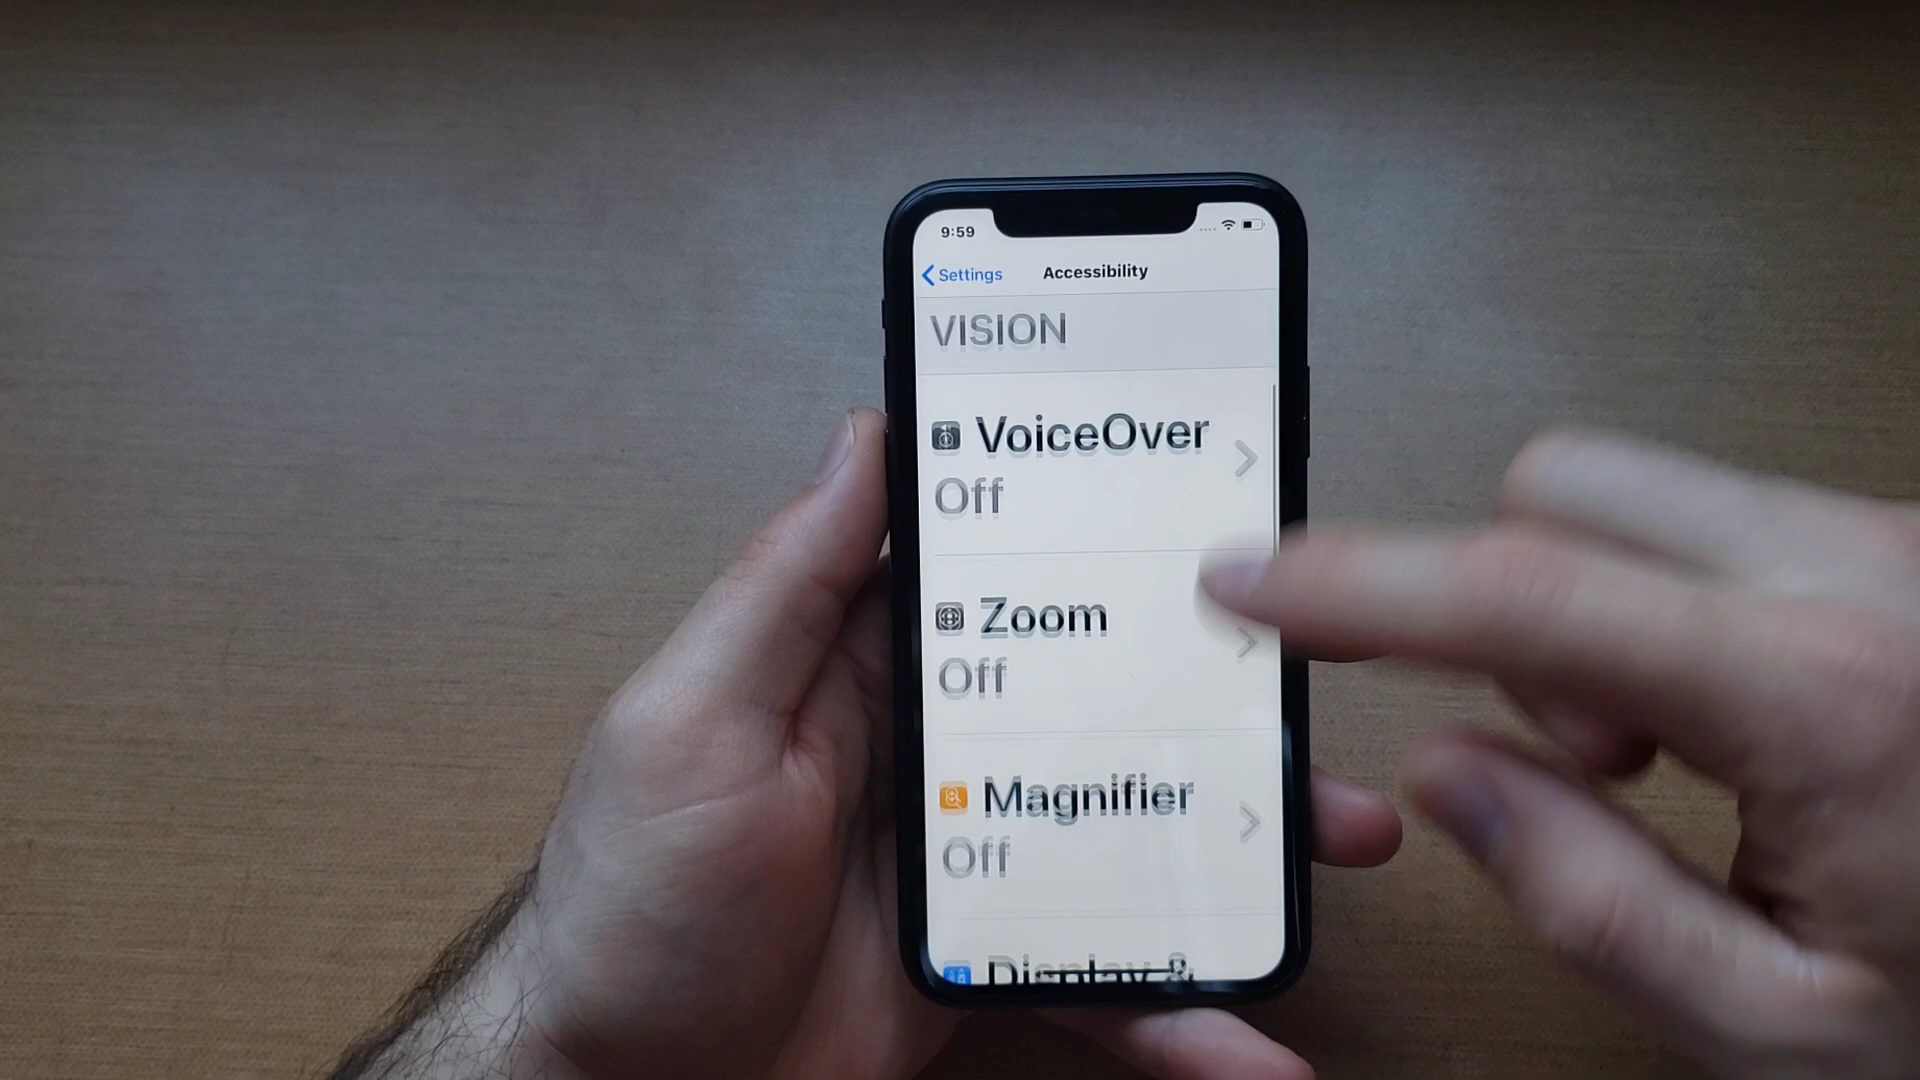 9:59
Settings
Accessibility
VISION
VoiceOver
Off
Zoom
Off
Magnifier
Off
Display &